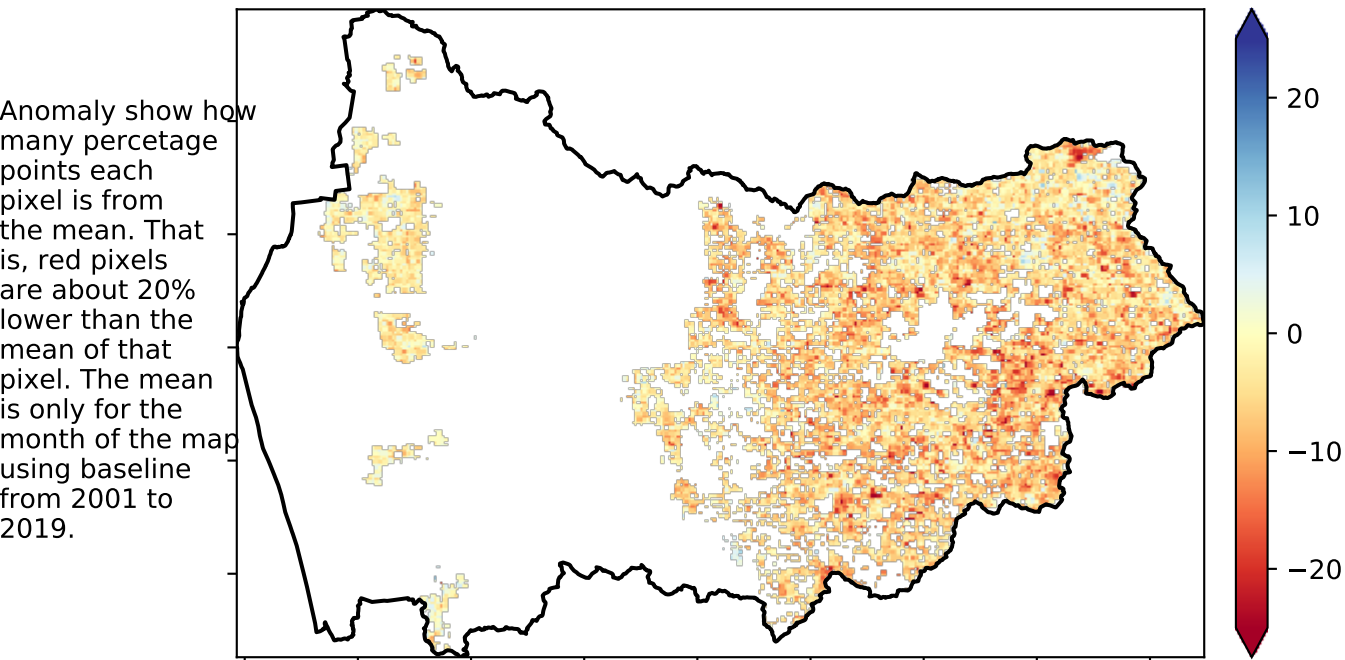 Anomaly show how
many percetage
points each
pixel is from
the mean. That
is, red pixels
are about 20%
lower than the
mean of that
pixel. The mean
is only for the
month of the map
using baseline
from 2001 to
2019.
20
10
0
−10
−20